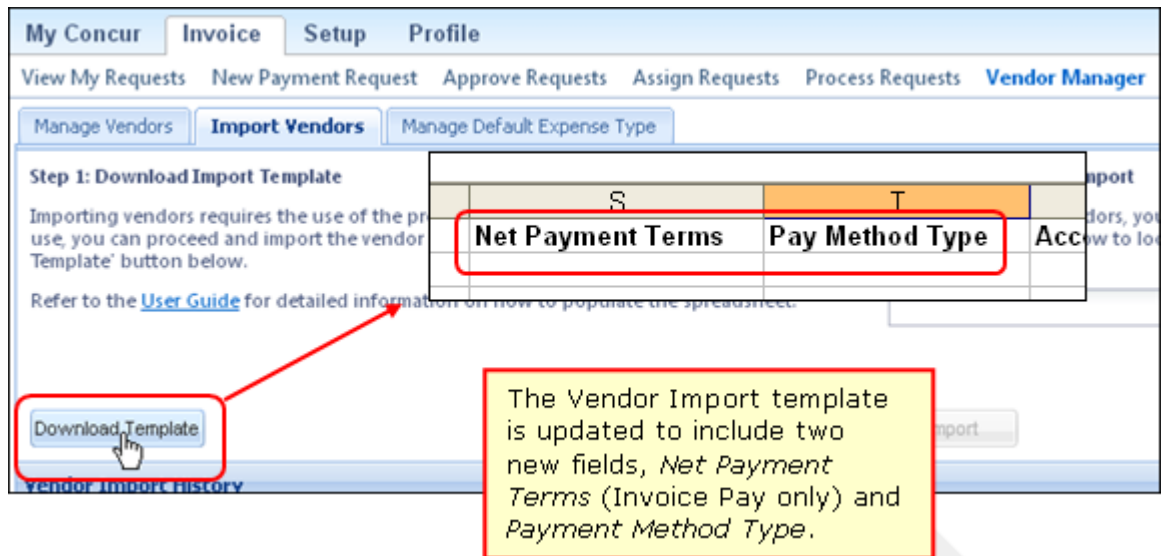 My Concur Invoice Setup Profile
View My Requests New Payment Request Approve Requests Assign Requests Process Requests Vendor Manager
Manage Vendors Import Vendors Manage Default Expense Type
Step 1: Download Import Template
Importing vendors requires the use of the
use, you can proceed and import the vendor
Template' button below.
Refer to the User Guide for detailed information on how to populate the spreadsheet.
S T
Net Payment Terms Pay Method Type
you
to
Download Template
Vendor Import History
The Vendor Import template
is updated to include two
new fields, Net Payment
Terms (Invoice Pay only) and
Payment Method Type.